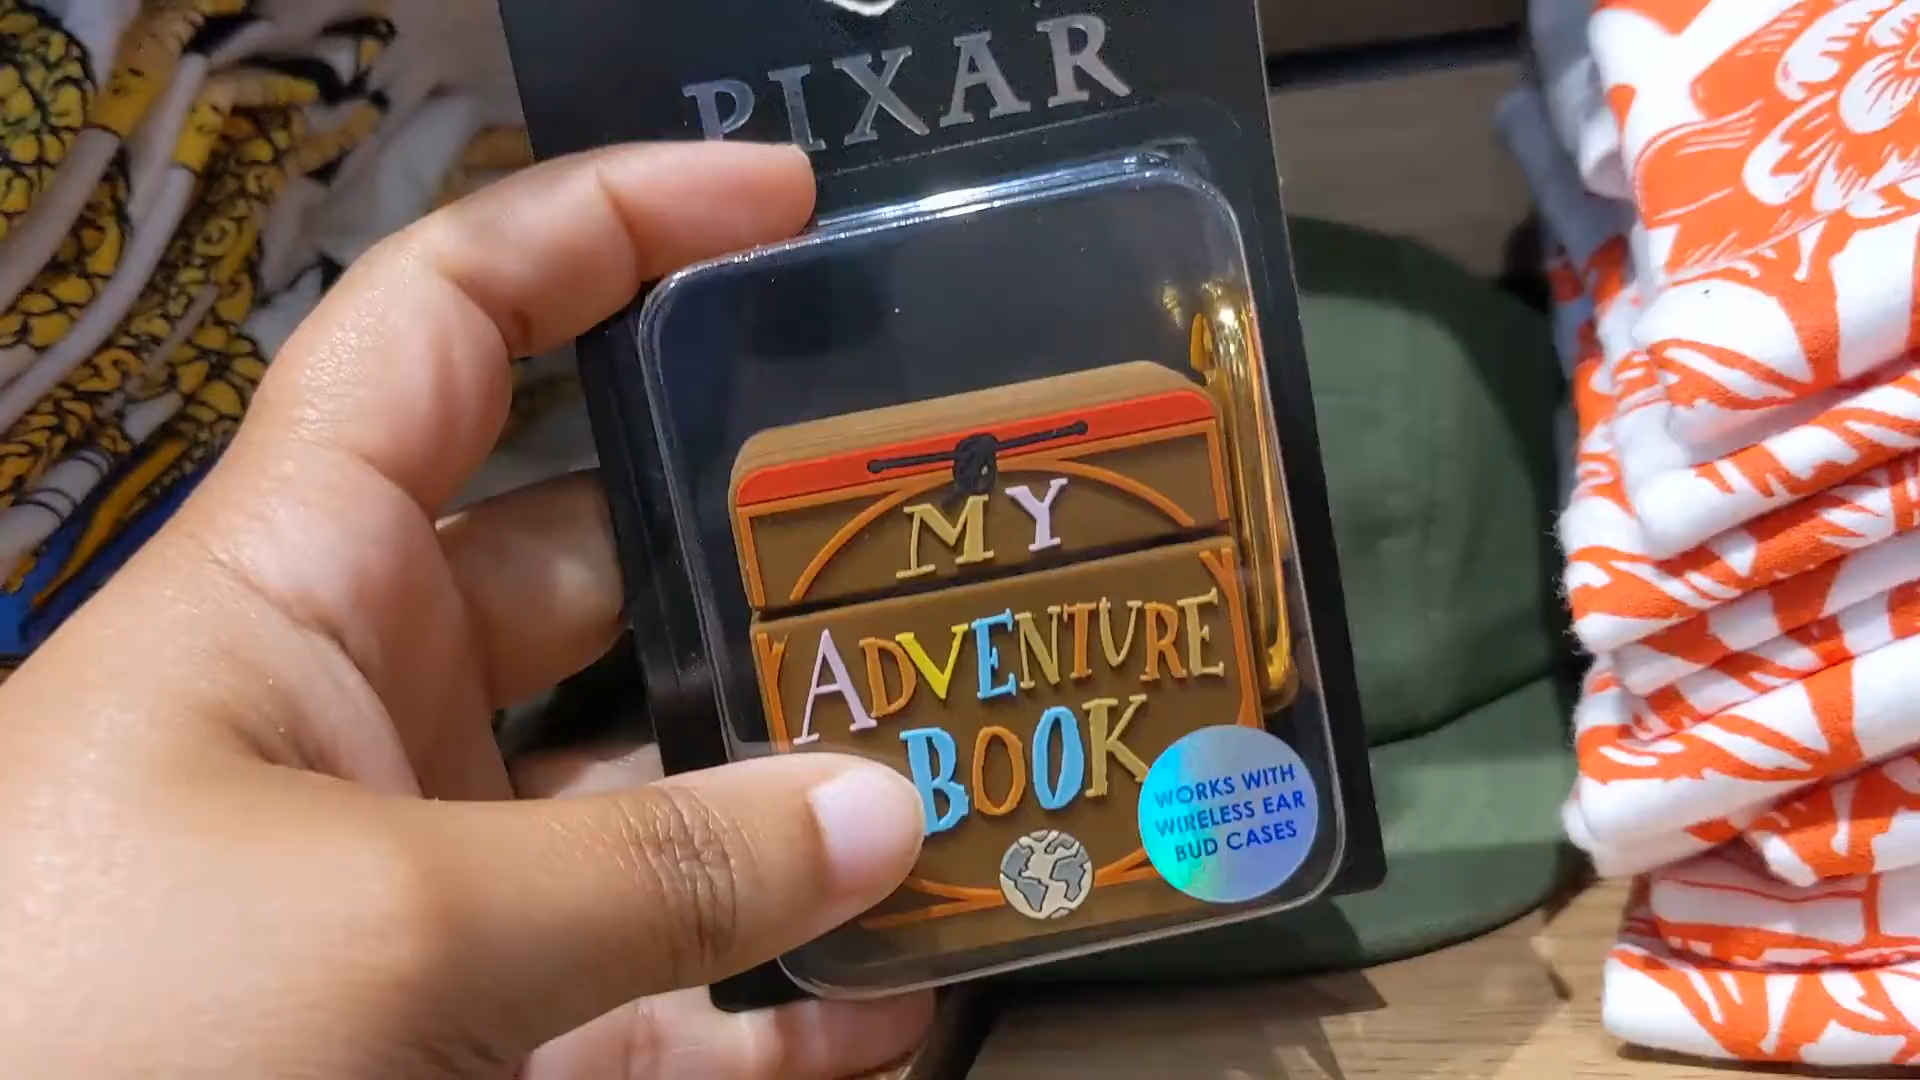 PIXAR
MY
ADVENTURE
BOOK
WORKS WITH
WIRELESS EAR
BUD CASES